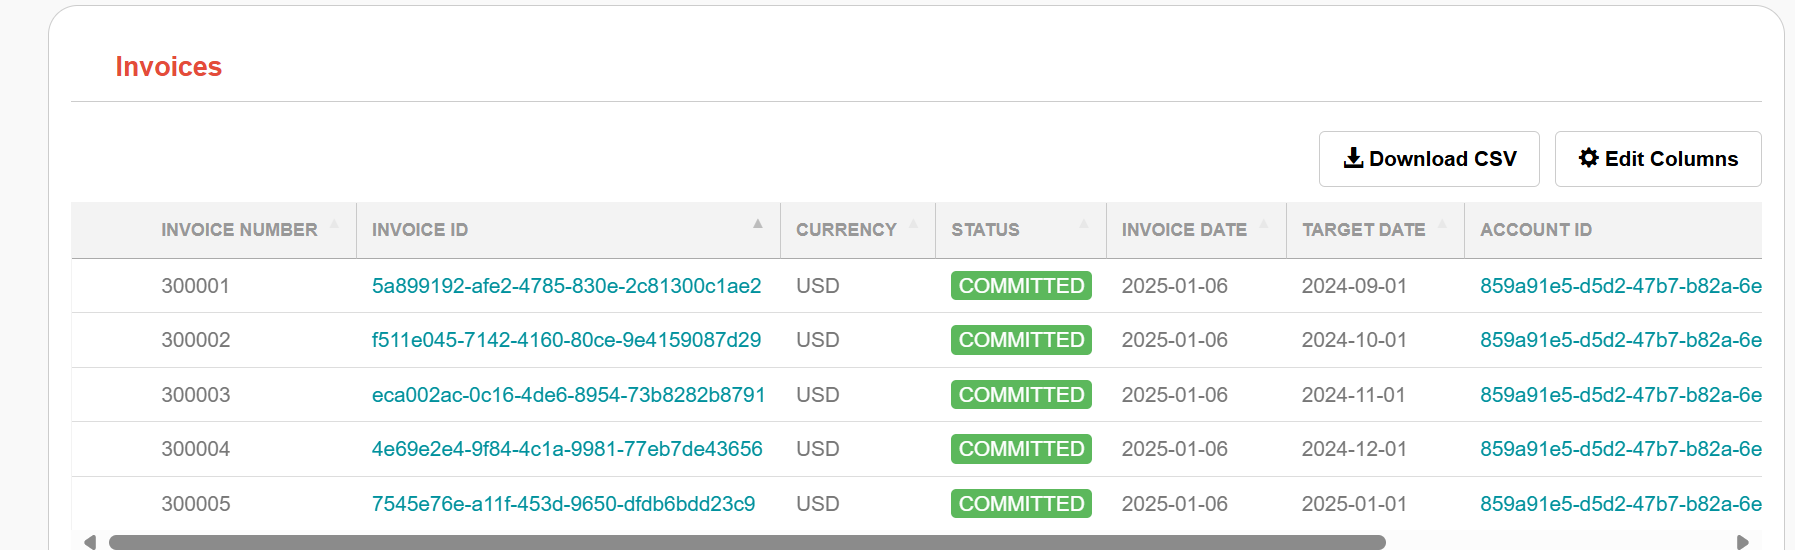 Invoices
Download CSV Edit Columns
INVOICE NUMBER INVOICE ID CURRENCY STATUS INVOICE DATE TARGET DATE ACCOUNT ID
300001 5a899192-afe2-4785-830e-2c81300c1ae2 USD COMMITTED 2025-01-06 2024-09-01 859a91e5-d5d2-47b7-b82a-6e
300002 f511e045-7142-4160-80ce-9e4159087d29 USD COMMITTED 2025-01-06 2024-10-01 859a91e5-d5d2-47b7-b82a-6e
300003 eca002ac-0c16-4de6-8954-73b8282b8791 USD COMMITTED 2025-01-06 2024-11-01 859a91e5-d5d2-47b7-b82a-6e
300004 4e69e2e4-9f84-4c1a-9981-77eb7de43656 USD COMMITTED 2025-01-06 2024-12-01 859a91e5-d5d2-47b7-b82a-6e
300005 7545e76e-a11f-453d-9650-dfdb6bdd23c9 USD COMMITTED 2025-01-06 2025-01-01 859a91e5-d5d2-47b7-b82a-6e